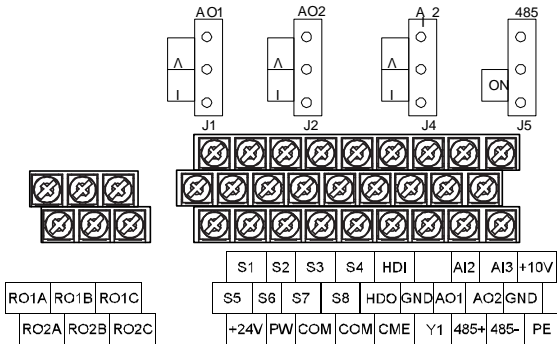 AO1 AO2 A 2 485
V V V
I I I ON
J1 J2 J4 J5
S1 S2 S3 S4 HDI AI2 AI3 +10V
RO1A RO1B RO1C S5 S6 S7 S8 HDO GND AO1 AO2 GND
RO2A RO2B RO2C +24V PW COM COM CME Y1 485+ 485- PE